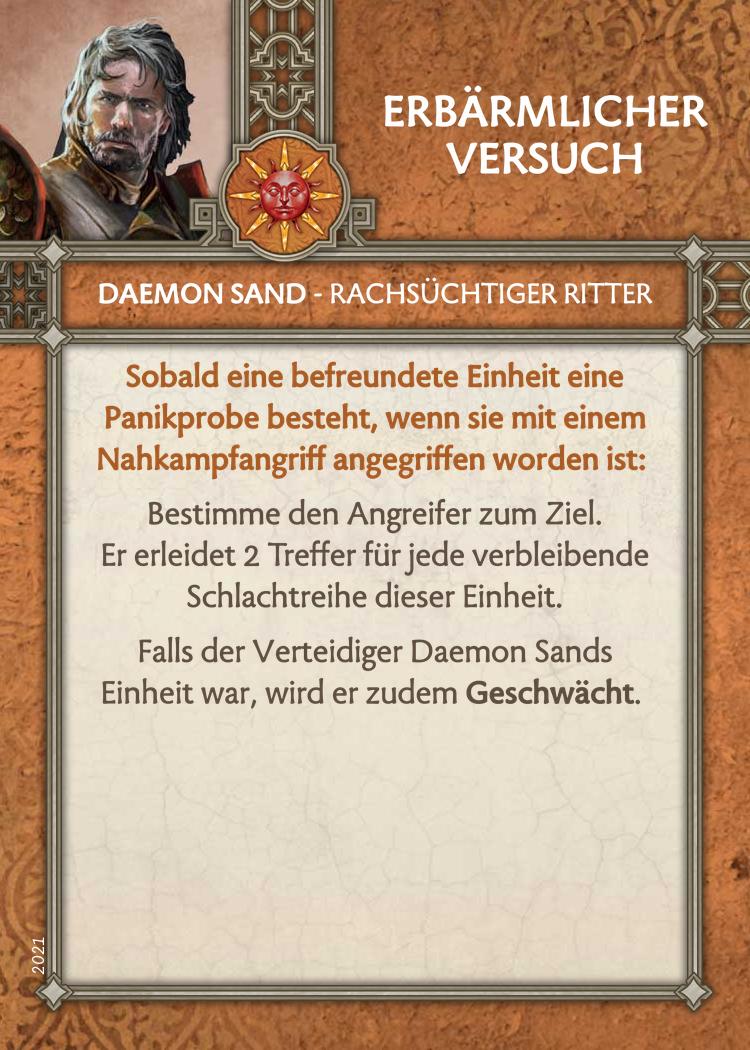 ERBÄRMLICHER
VERSUCH
DAEMON SAND - RACHSÜCHTIGER RITTER
Sobald eine befreundete Einheit eine
Panikprobe besteht, wenn sie mit einem
Nahkampfangriff angegriffen worden ist:
Bestimme den Angreifer zum Ziel.
Er erleidet 2 Treffer für jede verbleibende
Schlachtreihe dieser Einheit.
Falls der Verteidiger Daemon Sands
Einheit war, wird er zudem Geschwächt.
2021